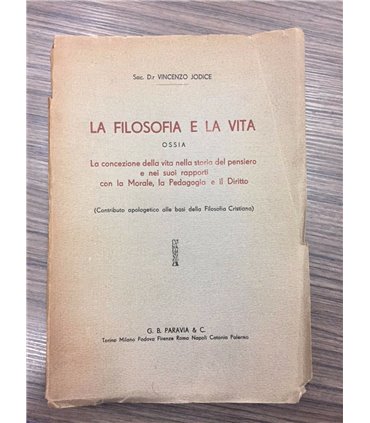 Sac. D.r VINCENZO JODICE
LA FILOSOFIA E LA VITA
OSSIA
La concezione della vita nella storia del pensiero
e nei suoi rapporti
con la Morale, la Pedagogia e il Diritto
(Contributo apologetico alle basi della Filosofia Cristiana)
G. B. PARAVIA & C.
Torino Milano Padova Firenze Roma Napoli Catania Palermo